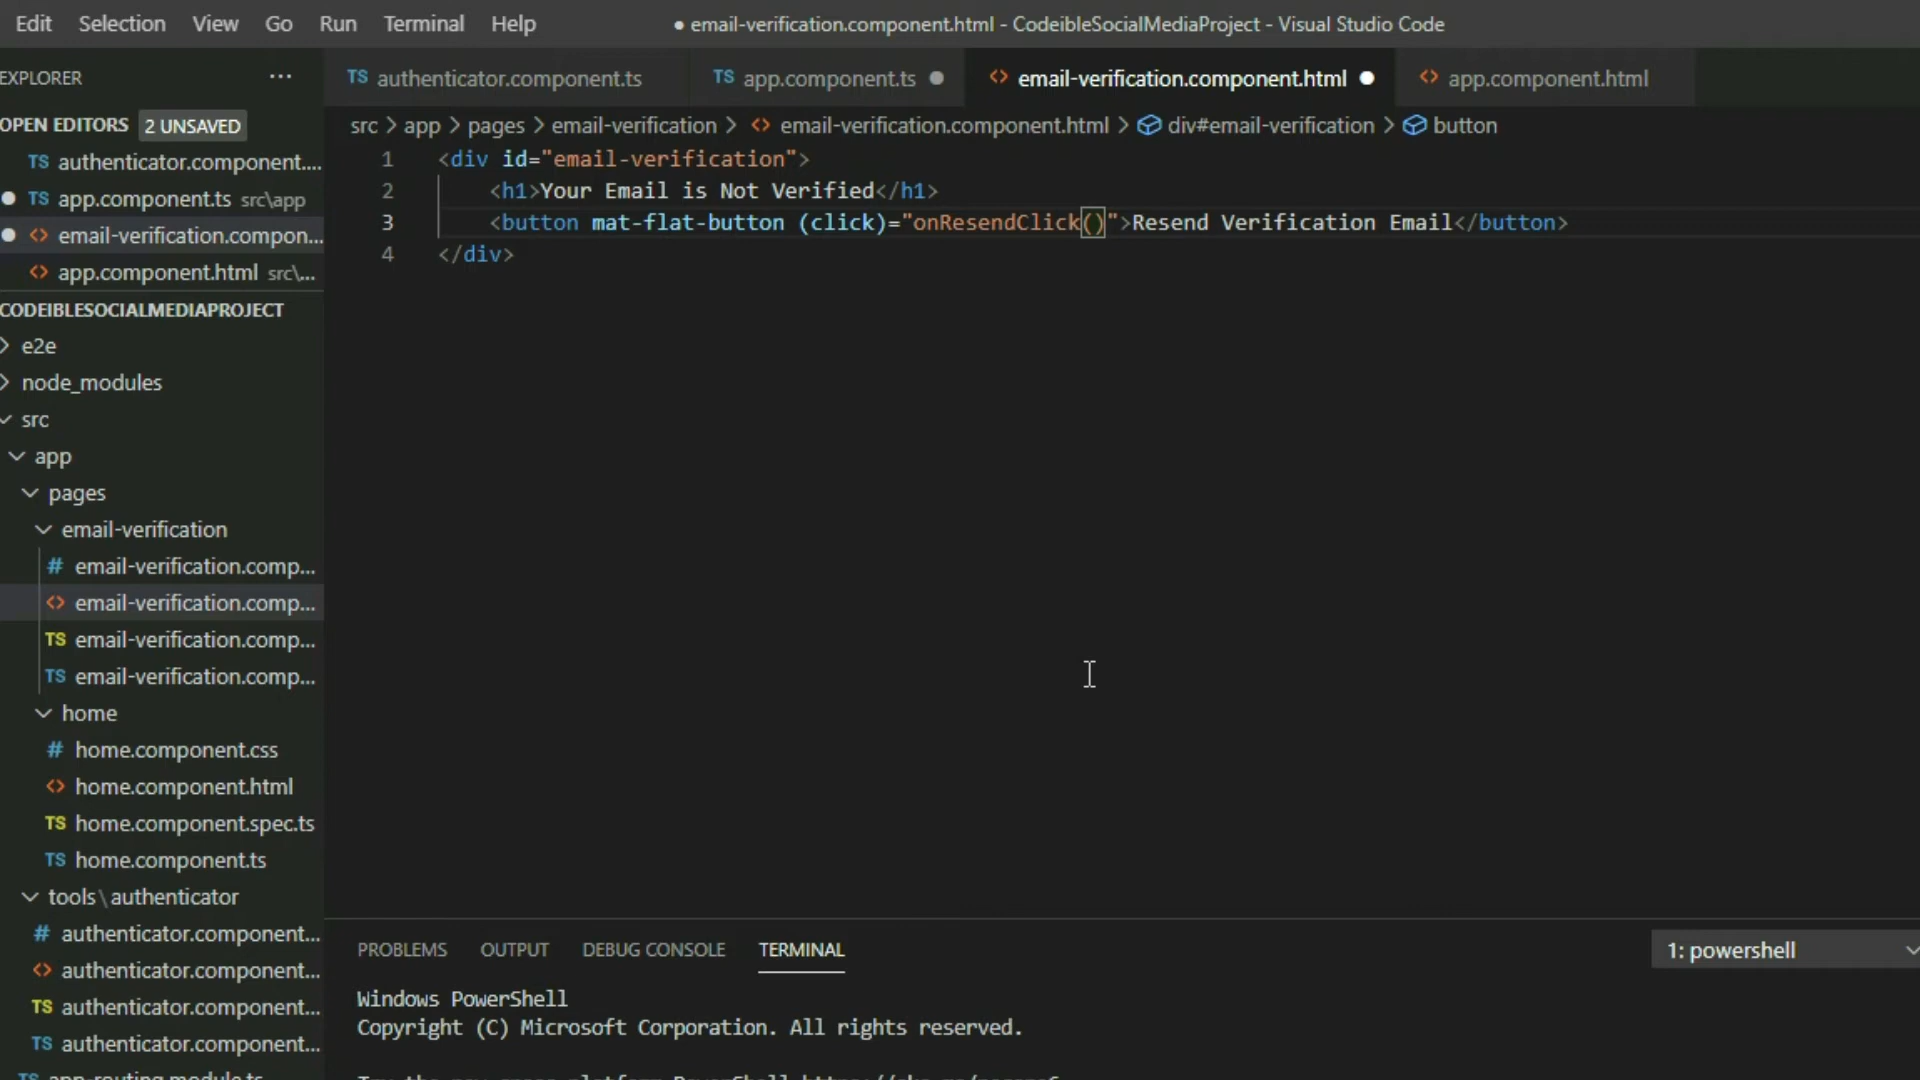 Edit Selection View Go Run Terminal Help
● email-verification.component.html - CodeibleSocialMediaProject - Visual Studio Code
EXPLORER ···
TS authenticator.component.ts
TS app.component.ts ●
<> email-verification.component.html ●
<> app.component.html
OPEN EDITORS 2 UNSAVED
TS authenticator.component....
● TS app.component.ts src\app
● <> email-verification.compon...
<> app.component.html src\...
src > app > pages > email-verification > <> email-verification.component.html > div#email-verification > button
1 <div id="email-verification">
2 <h1>Your Email is Not Verified</h1>
3 <button mat-flat-button (click)="onResendClick()">Resend Verification Email</button>
4 </div>
CODEIBLESOCIALMEDIAPROJECT
e2e
node_modules
src
app
pages
email-verification
# email-verification.comp...
<> email-verification.comp...
TS email-verification.comp...
TS email-verification.comp...
home
# home.component.css
<> home.component.html
TS home.component.spec.ts
TS home.component.ts
tools\authenticator
# authenticator.component...
<> authenticator.component...
TS authenticator.component...
TS authenticator.component...
TS app-routing.module.ts
PROBLEMS OUTPUT DEBUG CONSOLE TERMINAL 1: powershell
Windows PowerShell
Copyright (C) Microsoft Corporation. All rights reserved.